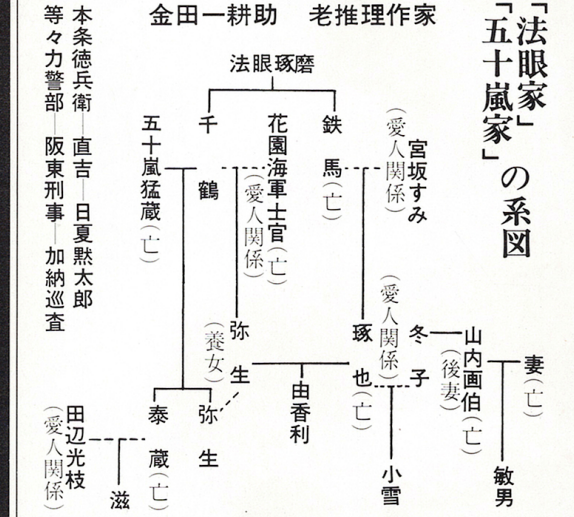 「法眼家」
「五十嵐家」の系図
金田一耕助　老推理作家
本条徳兵衛―直吉―日夏黙太郎
等々力警部―阪東刑事―加納巡査
法眼琢磨
宮坂すみ
(愛人関係)
鉄馬(亡)
花園海軍士官(亡)
(愛人関係)
千鶴
五十嵐猛蔵(亡)
妻(亡)
山内画伯(亡)
(後妻)
冬子
(愛人関係)
琢也(亡)
弥生
(養女)
由香利
敏男
小雪
弥生
泰蔵(亡)
滋
田辺光枝
(愛人関係)